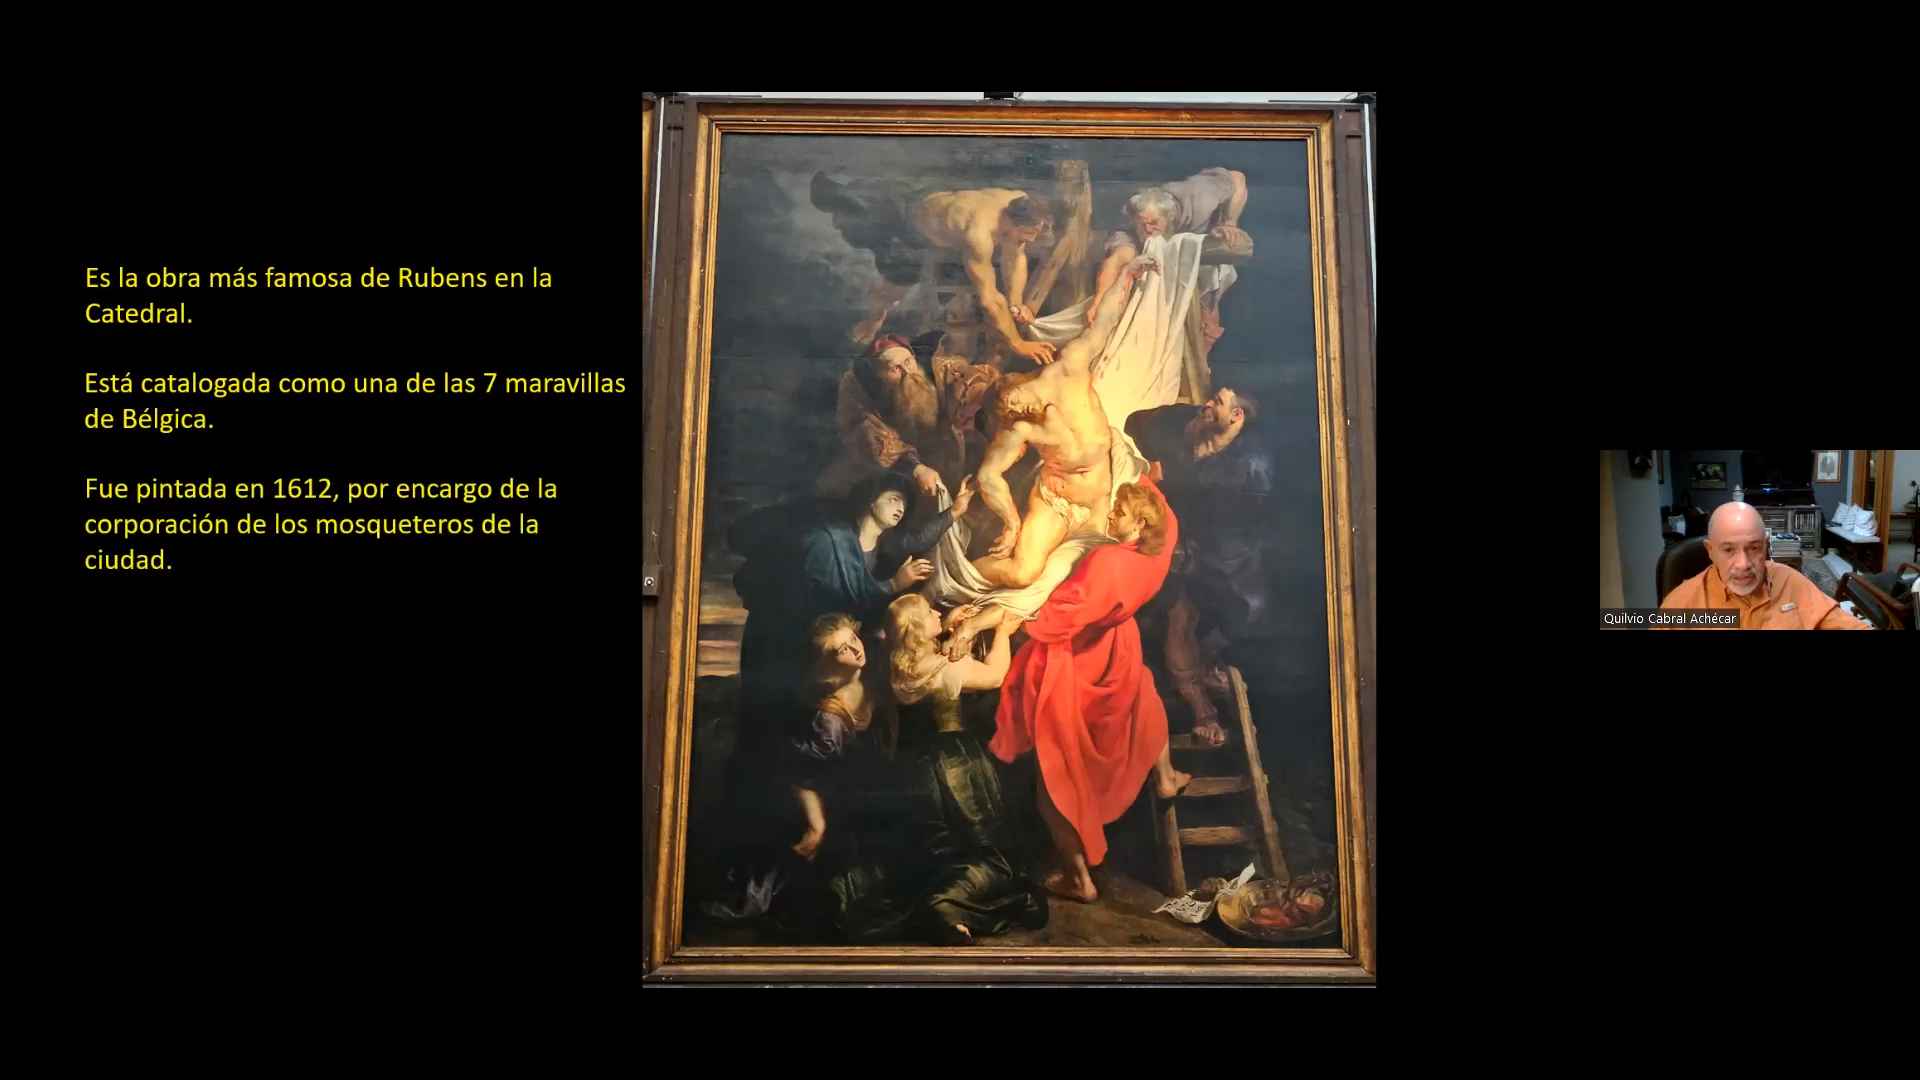 Es la obra más famosa de Rubens en la
Catedral.
Está catalogada como una de las 7 maravillas
de Bélgica.
Fue pintada en 1612, por encargo de la
corporación de los mosqueteros de la
ciudad.
Quilvio Cabral Achécar